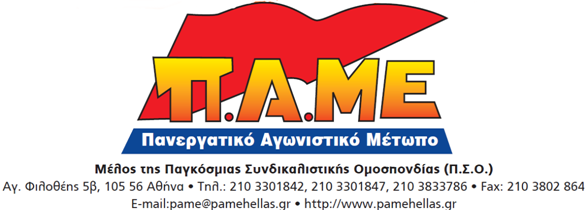 Π.Α.ΜΕ
Πανεργατικό Αγωνιστικό Μέτωπο
Μέλος της Παγκόσμιας Συνδικαλιστικής Ομοσπονδίας (Π.Σ.Ο.)
Αγ. Φιλοθέης 5β, 105 56 Αθήνα • Τηλ.: 210 3301842, 210 3301847, 210 3833786 • Fax: 210 3802 864
E-mail:pame@pamehellas.gr • http://www.pamehellas.gr